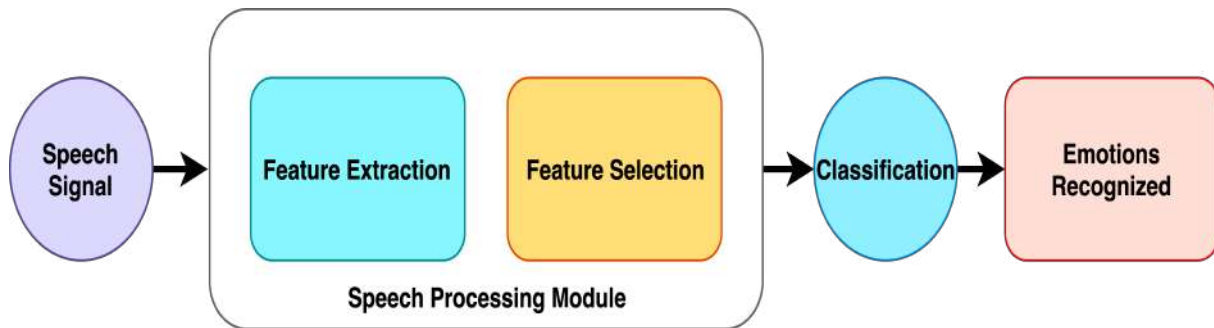 Speech
Signal
Feature Extraction
Feature Selection
Speech Processing Module
Classification
Emotions
Recognized